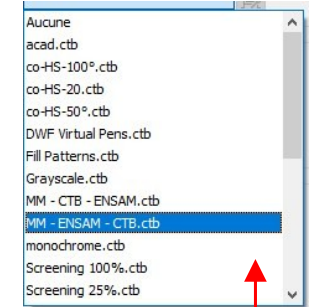 Aucune
acad.ctb
co-HS-100°.ctb
co-HS-20.ctb
co-HS-50°.ctb
DWF Virtual Pens.ctb
Fill Patterns.ctb
Grayscale.ctb
MM - CTB - ENSAM.ctb
MM - ENSAM - CTB.ctb
monochrome.ctb
Screening 100%.ctb
Screening 25%.ctb